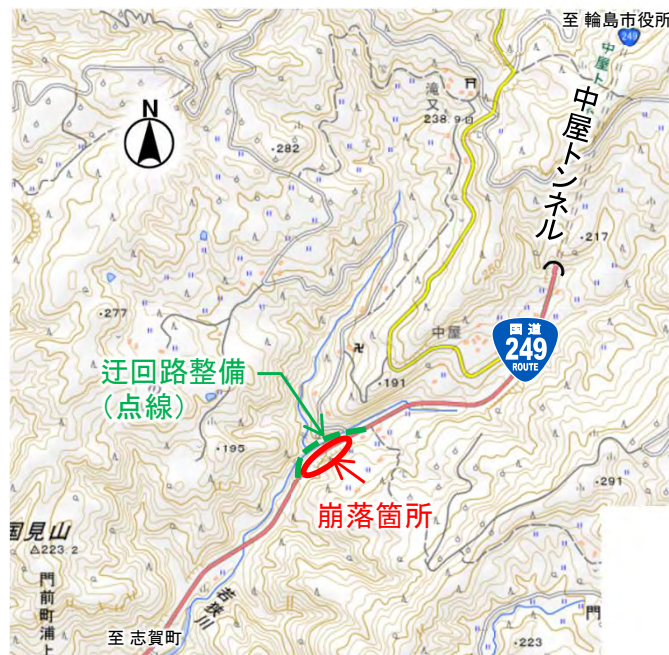 至 輪島市役所
249
中屋ト
中屋トンネル
N
滝又
238.9
・282
・217
250
・277
国道
249
ROUTE
中屋
迂回路整備
（点線）
・191
・195
崩落箇所
・291
国見山
△223.2
門前町浦上
若狭川
至 志賀町
門
・223